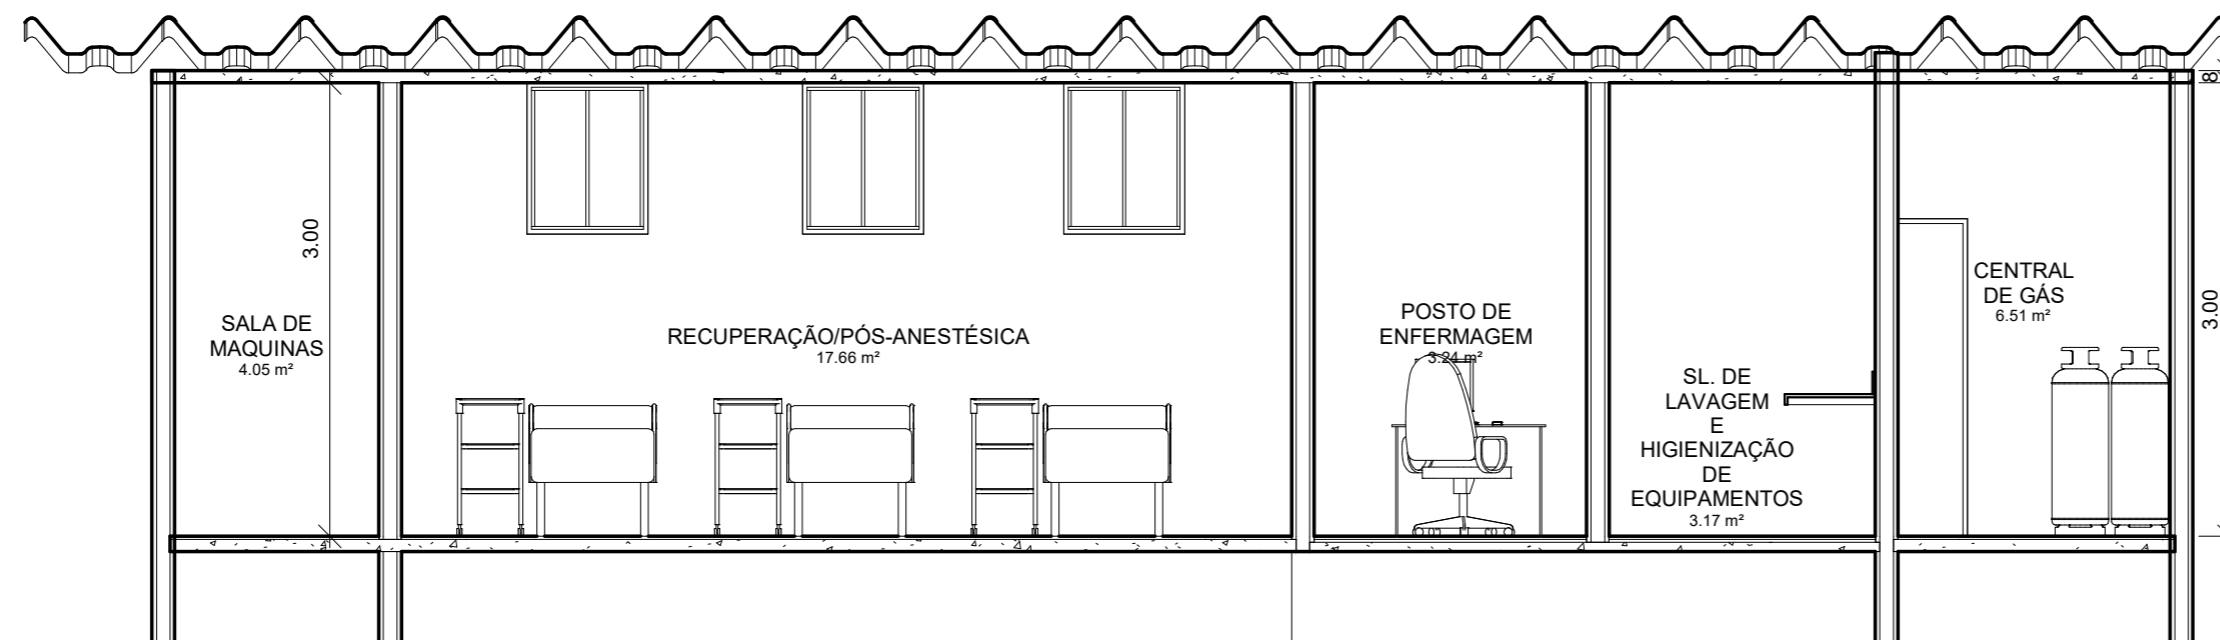 3.00
SALA DE
MAQUINAS
4.05 m²
RECUPERAÇÃO/PÓS-ANESTÉSICA
17.66 m²
POSTO DE
ENFERMAGEM
3.24 m²
SL. DE
LAVAGEM
E
HIGIENIZAÇÃO
DE
EQUIPAMENTOS
3.17 m²
CENTRAL
DE GÁS
6.51 m²
8
3.00